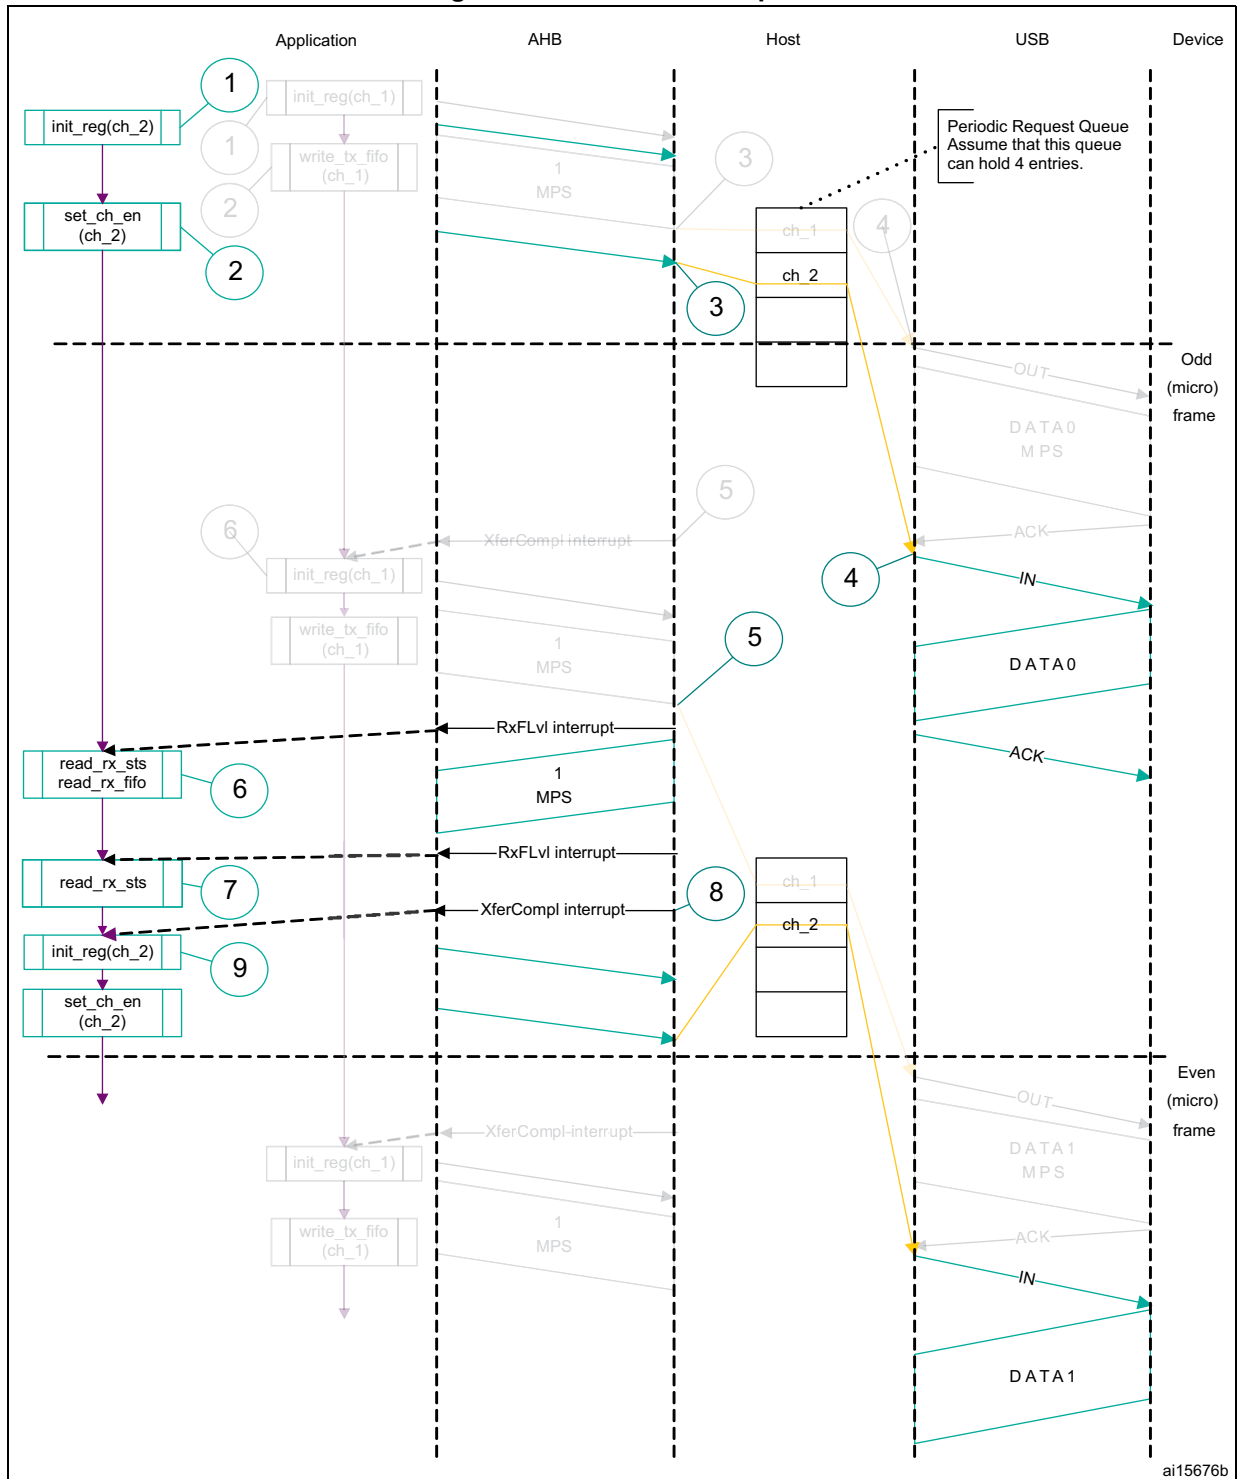 Application
AHB
Host
USB
Device
1
init_reg(ch_2)
init_reg(ch_1)
1
write_tx_fifo
(ch_1)
2
1
MPS
3
Periodic Request Queue
Assume that this queue
can hold 4 entries.
set_ch_en
(ch_2)
2
ch_1
4
ch_2
3
Odd
(micro)
frame
OUT
DATA0
MPS
5
ACK
6
XferCompl interrupt
init_reg(ch_1)
4
IN
write_tx_fifo
(ch_1)
1
MPS
5
DATA0
RxFLvl interrupt
ACK
read_rx_sts
read_rx_fifo
6
1
MPS
RxFLvl interrupt
read_rx_sts
7
ch_1
8
XferCompl interrupt
ch_2
init_reg(ch_2)
9
set_ch_en
(ch_2)
Even
(micro)
frame
OUT
XferCompl-interrupt
init_reg(ch_1)
DATA1
MPS
write_tx_fifo
(ch_1)
1
MPS
ACK
IN
DATA1
ai15676b